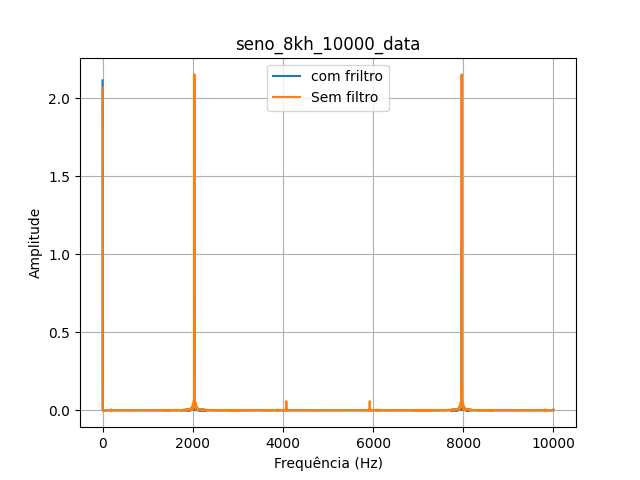 seno_8kh_10000_data
com friltro
Sem filtro
2.0
1.5
1.0
0.5
0.0
Amplitude
0
2000
4000
6000
8000
10000
Frequência (Hz)